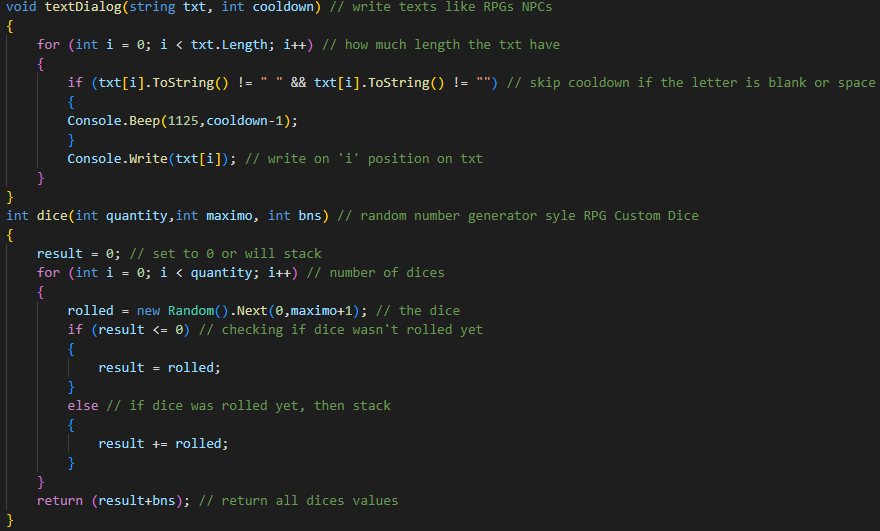 void textDialog(string txt, int cooldown) // write texts like RPGs NPCs
{
    for (int i = 0; i < txt.Length; i++) // how much length the txt have
    {
        if (txt[i].ToString() != " " && txt[i].ToString() != "") // skip cooldown if the letter is blank or space
        {
        Console.Beep(1125,cooldown-1);
        }
        Console.Write(txt[i]); // write on 'i' position on txt
    }
}
int dice(int quantity,int maximo, int bns) // random number generator syle RPG Custom Dice
{
    result = 0; // set to 0 or will stack
    for (int i = 0; i < quantity; i++) // number of dices
    {
        rolled = new Random().Next(0,maximo+1); // the dice
        if (result <= 0) // checking if dice wasn't rolled yet
        {
            result = rolled;
        }
        else // if dice was rolled yet, then stack
        {
            result += rolled;
        }
    }
    return (result+bns); // return all dices values
}